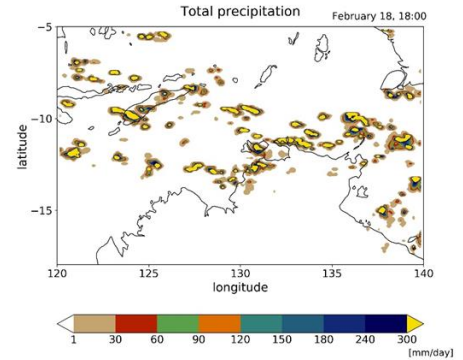 Total precipitation
February 18, 18:00
−5
−10
−15
latitude
120 125 130 135 140
longitude
1 30 60 90 120 150 180 240 300
[mm/day]